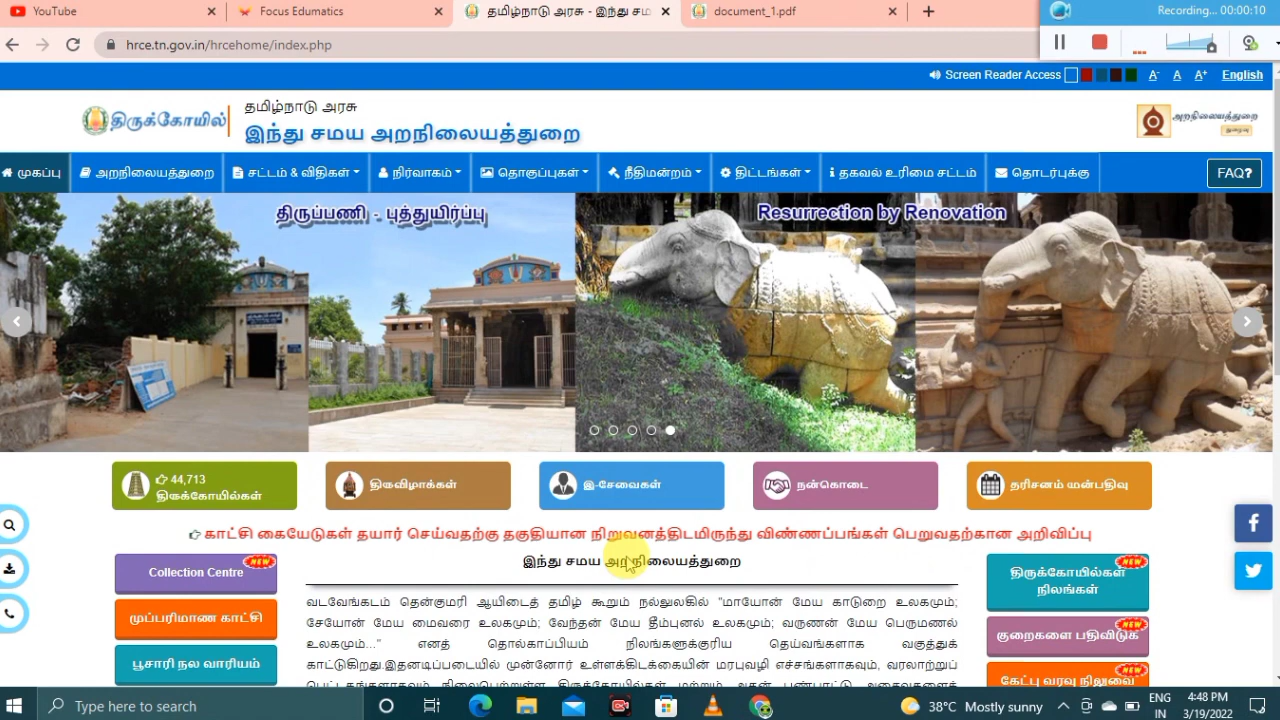 YouTube
Focus Edumatics
தமிழ்நாடு அரசு - இந்து சம
document_1.pdf
Recording... 00:00:10
hrce.tn.gov.in/hrcehome/index.php
Screen Reader Access A- A A+ English
திருக்கோயில்
தமிழ்நாடு அரசு
இந்து சமய அறநிலையத்துறை
அறநிலையத்துறை
முகப்பு அறநிலையத்துறை சட்டம் & விதிகள் நிர்வாகம் தொகுப்புகள் நீதிமன்றம் திட்டங்கள் தகவல் உரிமை சட்டம் தொடர்புக்கு FAQ?
திருப்பணி - புத்துயிர்ப்பு
Resurrection by Renovation
44,713
திருக்கோயில்கள்
திருவிழாக்கள்
இ-சேவைகள்
நன்கொடை
தரிசனம் முன்பதிவு
காட்சி கையேடுகள் தயார் செய்வதற்கு தகுதியான நிறுவனத்திடமிருந்து விண்ணப்பங்கள் பெறுவதற்கான அறிவிப்பு
Collection Centre NEW
முப்பரிமாண காட்சி
பூசாரி நல வாரியம்
இந்து சமய அறநிலையத்துறை
வடவேங்கடம் தென்குமரி ஆயிடைத் தமிழ் கூறும் நல்லுலகில் "மாயோன் மேய காடுறை உலகமும்;
சேயோன் மேய மைவரை உலகமும்; வேந்தன் மேய தீம்புனல் உலகமும்; வருணன் மேய பெருமணல்
உலகமும்..." எனத் தொல்காப்பியம் நிலங்களுக்குரிய தெய்வங்களாக வகுத்துக்
காட்டுகிறது.இதனடிப்படையில் முன்னோர் உள்ளக்கிடக்கையின் மரபுவழி எச்சங்களாகவும், வரலாற்றுப்
NEW
திருக்கோயில்கள்
நிலங்கள்
NEW
குறைகளை பதிவிடுக
NEW
கேட்பு வரவு நிலுவை
Type here to search
38°C Mostly sunny
ENG
IN
4:48 PM
3/19/2022